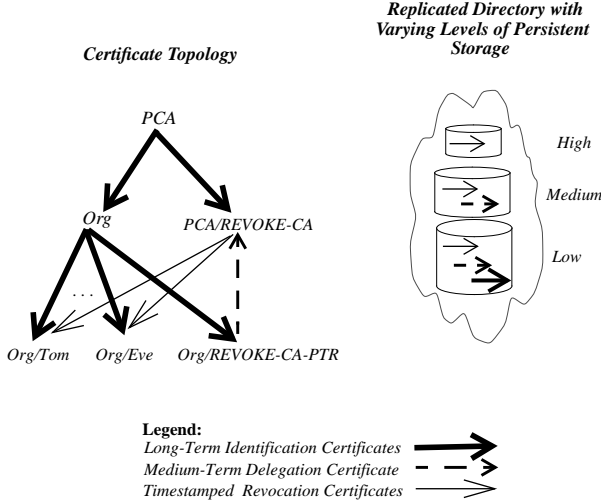 Replicated Directory with
Varying Levels of Persistent
Storage
Certificate Topology
PCA
High
Medium
Org
PCA/REVOKE-CA
Low
. . .
Org/Tom
Org/Eve
Org/REVOKE-CA-PTR
Legend:
Long-Term Identification Certificates
Medium-Term Delegation Certificate
Timestamped Revocation Certificates